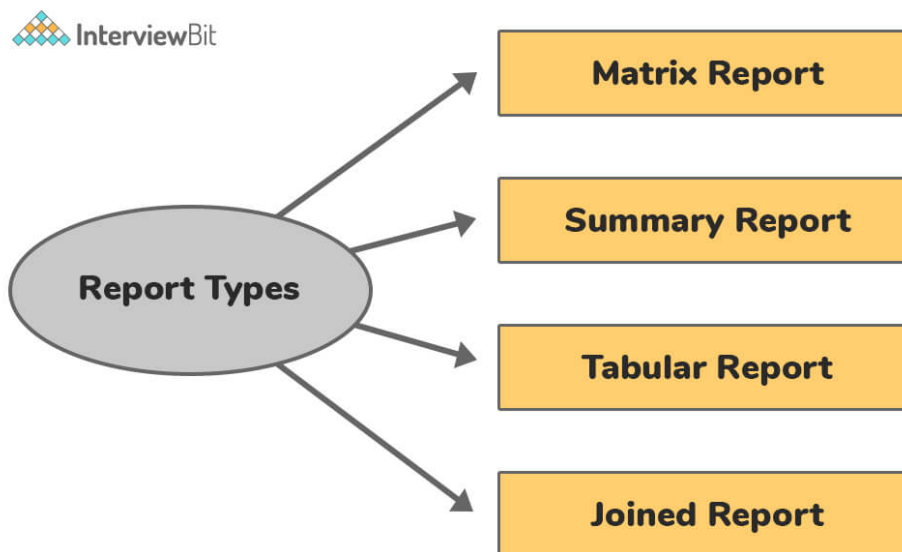 InterviewBit
Matrix Report
Summary Report
Report Types
Tabular Report
Joined Report